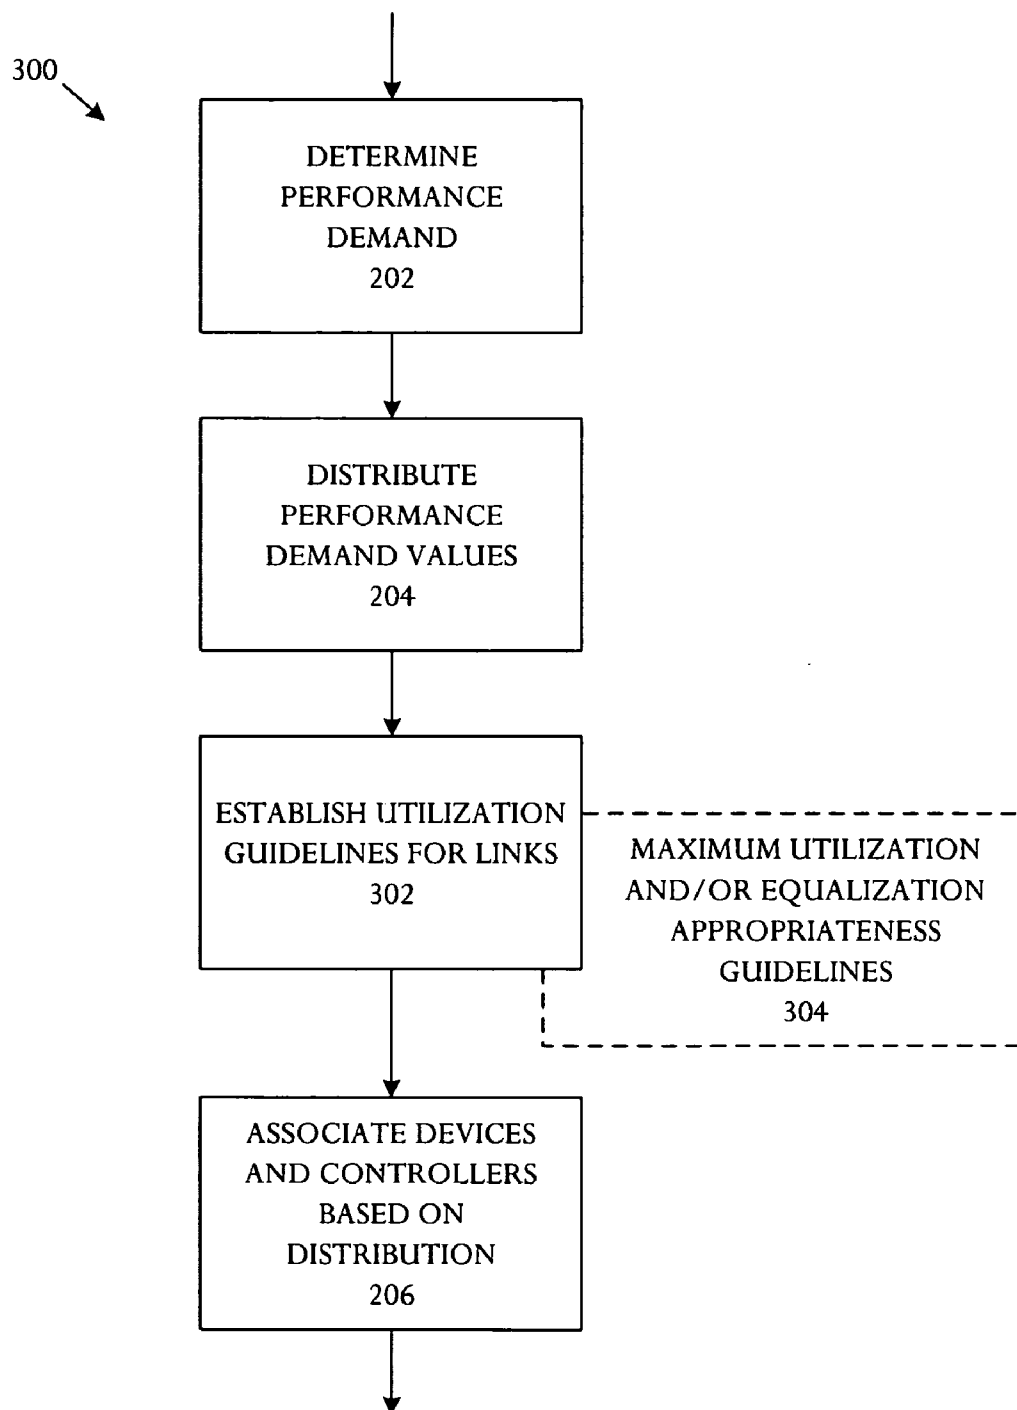 300
DETERMINE
PERFORMANCE
DEMAND
202
DISTRIBUTE
PERFORMANCE
DEMAND VALUES
204
ESTABLISH UTILIZATION
GUIDELINES FOR LINKS
302
MAXIMUM UTILIZATION
AND/OR EQUALIZATION
APPROPRIATENESS
GUIDELINES
304
ASSOCIATE DEVICES
AND CONTROLLERS
BASED ON
DISTRIBUTION
206